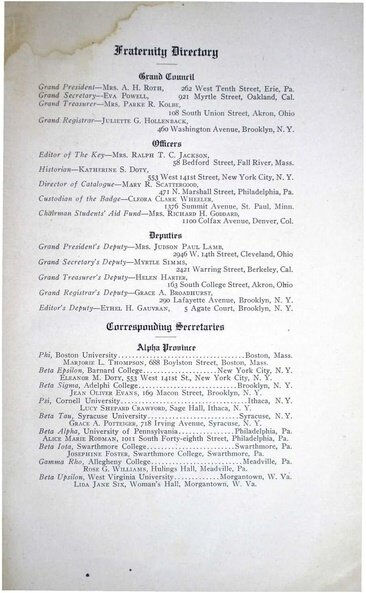 Fraternity Directory
Grand Council
Grand President—MRS. A. H. ROTH, 262 West Tenth Street, Erie, Pa.
Grand Secretary—EVA POWELL, 921 Myrtle Street, Oakland, Cal.
Grand Treasurer—MRS. PARKE R. KOLBE,
108 South Union Street, Akron, Ohio
Grand Registrar—JULIETTE G. HOLLENBACK,
460 Washington Avenue, Brooklyn, N. Y.
Officers
Editor of The Key—MRS. RALPH T. C. JACKSON,
58 Bedford Street, Fall River, Mass.
Historian—KATHERINE S. DOTY,
553 West 141st Street, New York City, N. Y.
Director of Catalogue—MARY R. SCATTERGOOD,
471 N. Marshall Street, Philadelphia, Pa.
Custodian of the Badge—CLEORA CLARK WHEELER,
1376 Summit Avenue, St. Paul, Minn.
Chairman Students' Aid Fund—MRS. RICHARD H. GODDARD,
1100 Colfax Avenue, Denver, Col.
Deputies
Grand President's Deputy—MRS. JUDSON PAUL LAMB,
2946 W. 14th Street, Cleveland, Ohio
Grand Secretary's Deputy—MYRTLE SIMMS,
2421 Warring Street, Berkeley, Cal.
Grand Treasurer's Deputy—HELEN HARTER,
163 South College Street, Akron, Ohio
Grand Registrar's Deputy—GRACE A. BROADHURST,
290 Lafayette Avenue, Brooklyn, N. Y.
Editor's Deputy—ETHEL H. GAUVRAN, 5 Agate Court, Brooklyn, N. Y.
Corresponding Secretaries
Alpha Province
Phi, Boston University...............................Boston, Mass.
MARJORIE L. THOMPSON, 688 Boylston Street, Boston, Mass.
Beta Epsilon, Barnard College....................New York City, N. Y.
ELEANOR M. DOTY, 553 West 141st St., New York City, N. Y.
Beta Sigma, Adelphi College..........................Brooklyn, N. Y.
JEAN OLIVER EVANS, 169 Macon Street, Brooklyn, N. Y.
Psi, Cornell University................................Ithaca, N. Y.
LUCY SHEPARD CRAWFORD, Sage Hall, Ithaca, N. Y.
Beta Tau, Syracuse University.......................Syracuse, N. Y.
GRACE A. POTTENGER, 718 Irving Avenue, Syracuse, N. Y.
Beta Alpha, University of Pennsylvania..............Philadelphia, Pa.
ALICE MARIE RODMAN, 1011 South Forty-eighth Street, Philadelphia, Pa.
Beta Iota, Swarthmore College......................Swarthmore, Pa.
JOSEPHINE FOSTER, Swarthmore College, Swarthmore, Pa.
Gamma Rho, Allegheny College........................Meadville, Pa.
ROSE G. WILLIAMS, Hulings Hall, Meadville, Pa.
Beta Upsilon, West Virginia University............Morgantown, W. Va.
LIDA JANE SIX, Woman's Hall, Morgantown, W. Va.